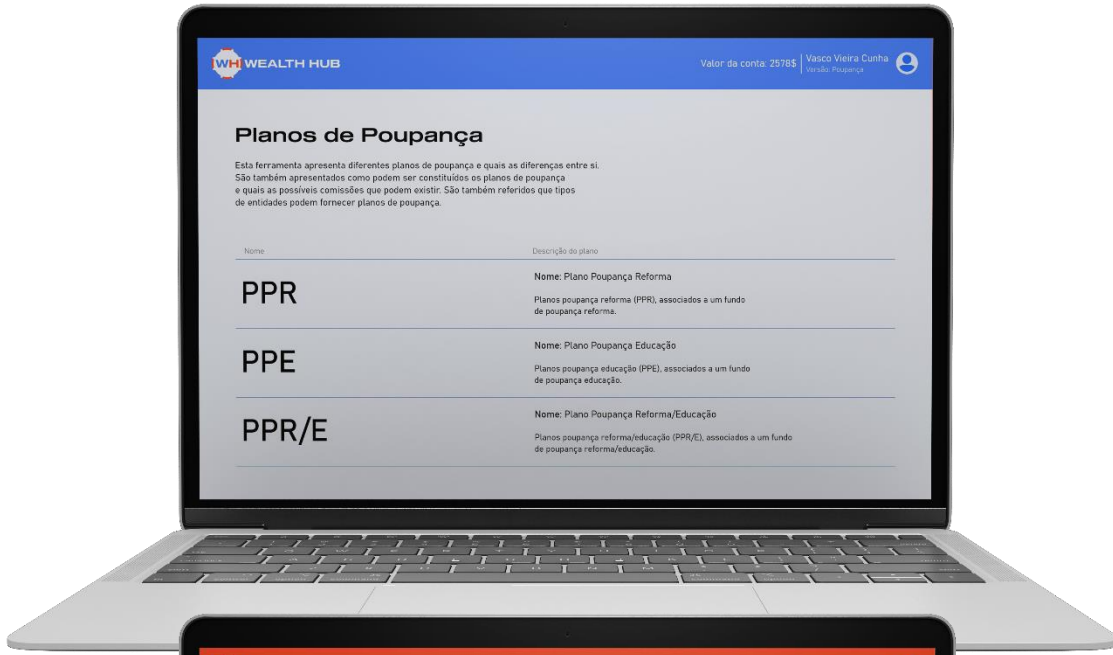 WH WEALTH HUB
Valor da conta: 2578$
Vasco Vieira Cunha
Versão: Poupança
Planos de Poupança
Esta ferramenta apresenta diferentes planos de poupança e quais as diferenças entre si.
São também apresentados como podem ser constituídos os planos de poupança
e quais as possíveis comissões que podem existir. São também referidos que tipos
de entidades podem fornecer planos de poupança.
Nome
Descrição do plano
PPR
Nome: Plano Poupança Reforma
Planos poupança reforma (PPR), associados a um fundo
de poupança reforma.
PPE
Nome: Plano Poupança Educação
Planos poupança educação (PPE), associados a um fundo
de poupança educação.
PPR/E
Nome: Plano Poupança Reforma/Educação
Planos poupança reforma/educação (PPR/E), associados a um fundo
de poupança reforma/educação.